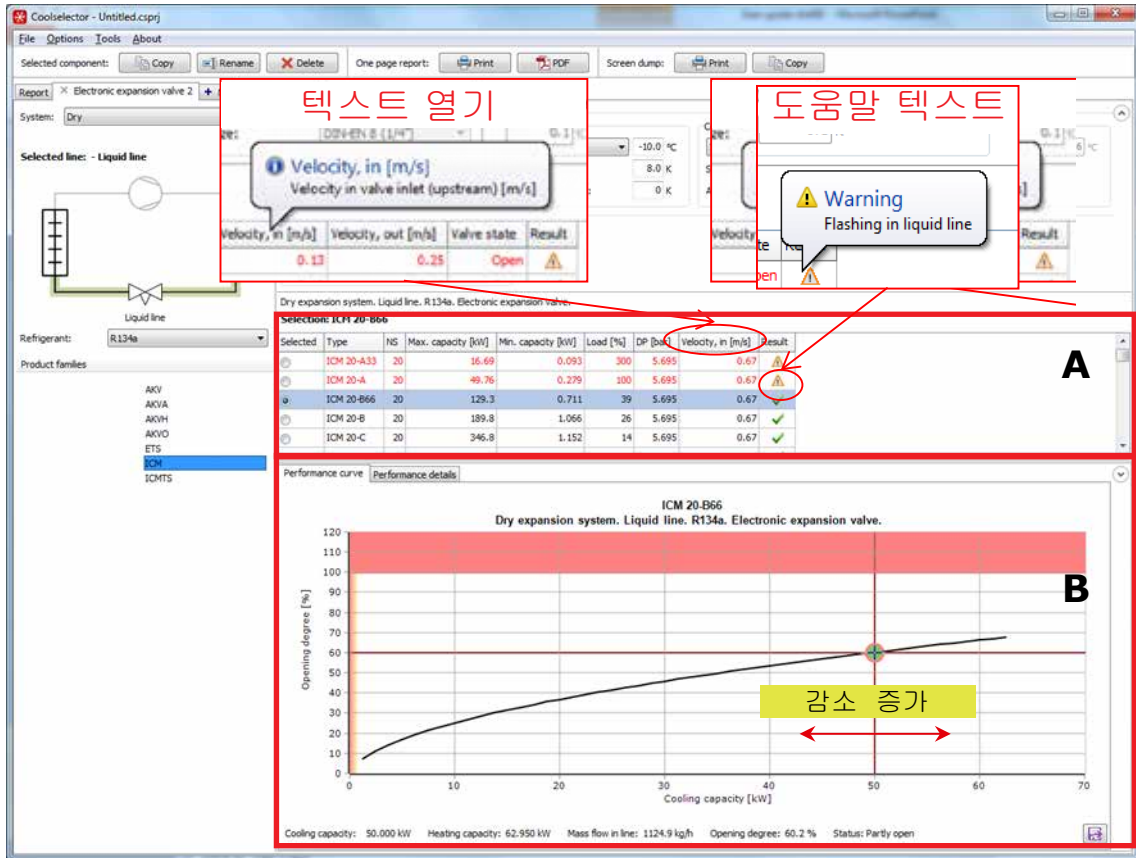 Coolselector - Untitled.csprj
File Options Tools About
Selected component: Copy Rename Delete One page report: Print PDF Screen dump: Print Copy
Report Electronic expansion valve 2
System: Dry
텍스트 열기
도움말 텍스트
DIN-EN 8 (1/4")
-10.0 °C
8.0 K
0 K
Selected line: - Liquid line
Velocity, in [m/s]
Velocity in valve inlet (upstream) [m/s]
Warning
Flashing in liquid line
Velocity, in [m/s] Velocity, out [m/s] Valve state Result
0.13 0.25 Open
Velocity
Result
Liquid line
Dry expansion system. Liquid line. R134a. Electronic expansion valve.
Selection: ICM 20-B66
Refrigerant: R134a
Product families
AKV
AKVA
AKVH
AKVO
ETS
ICM
ICMTS
Selected Type NS Max. capacity [kW] Min. capacity [kW] Load [%] DP [bar] Velocity, in [m/s] Result
ICM 20-A33 20 16.69 0.093 300 5.695 0.67
ICM 20-A 20 49.76 0.279 100 5.695 0.67
ICM 20-B66 20 129.3 0.711 39 5.695 0.67
ICM 20-B 20 189.8 1.066 26 5.695 0.67
ICM 20-C 20 346.8 1.152 14 5.695 0.67
A
Performance curve Performance details
ICM 20-B66
Dry expansion system. Liquid line. R134a. Electronic expansion valve.
B
Opening degree [%]
120
110
100
90
80
70
60
50
40
30
20
10
0
감소 증가
0 10 20 30 40 50 60 70
Cooling capacity [kW]
Cooling capacity: 50.000 kW Heating capacity: 62.950 kW Mass flow in line: 1124.9 kg/h Opening degree: 60.2 % Status: Partly open